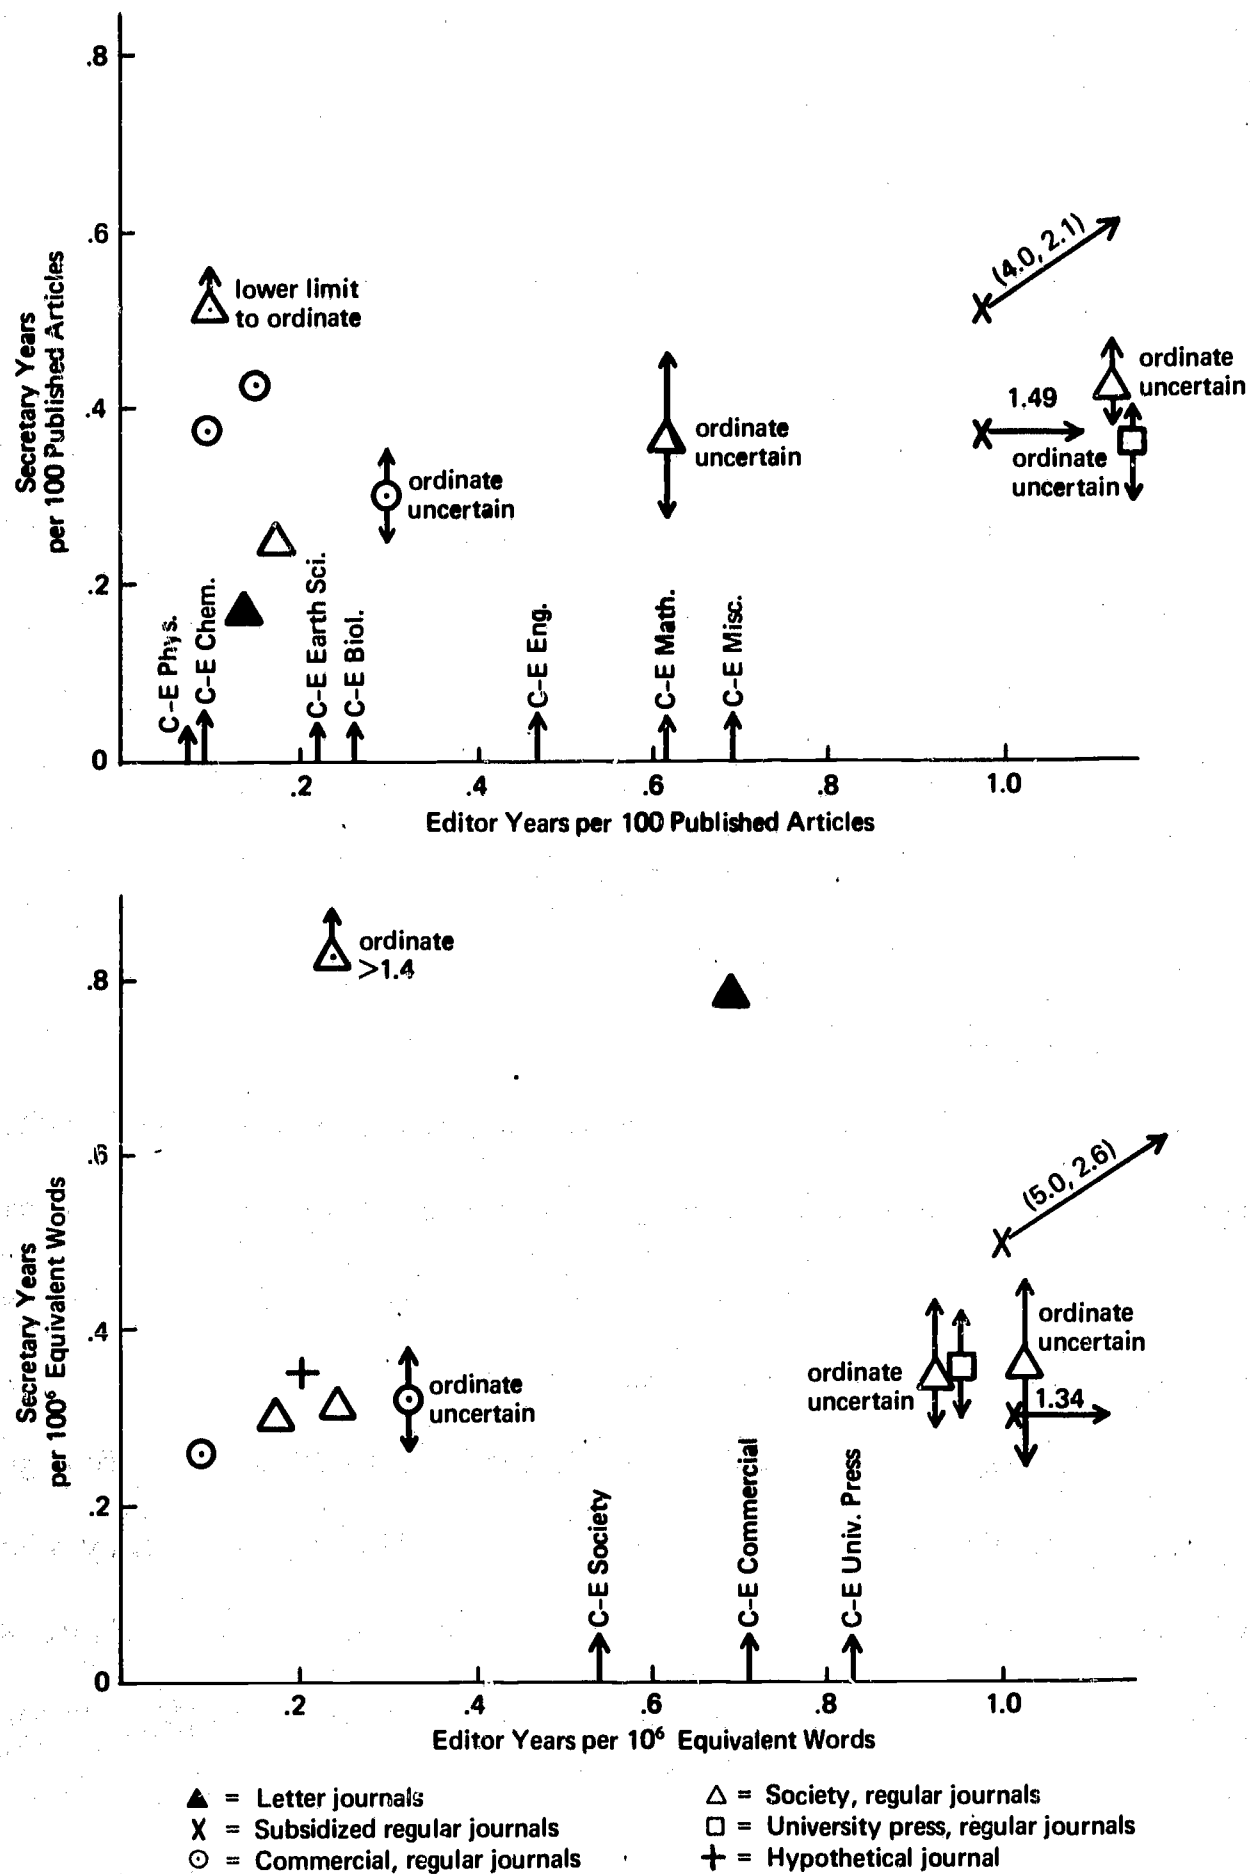 .8
.6
.4
.2
0
Secretary Years
per 100 Published Articles
lower limit
to ordinate
(4.0, 2.1)
ordinate
uncertain
1.49
ordinate
uncertain
ordinate
uncertain
ordinate
uncertain
C–E Phys.
C–E Chem.
C–E Earth Sci.
C–E Biol.
C–E Eng.
C–E Math.
C–E Misc.
.2 .4 .6 .8 1.0
Editor Years per 100 Published Articles
.8
.6
.4
.2
0
Secretary Years
per 100⁶ Equivalent Words
ordinate
>1.4
(5.0, 2.6)
ordinate
uncertain
ordinate
uncertain
ordinate
uncertain
1.34
C–E Society
C–E Commercial
C–E Univ. Press
.2 .4 .6 .8 1.0
Editor Years per 10⁶ Equivalent Words
▲ = Letter journals
X = Subsidized regular journals
⊙ = Commercial, regular journals
△ = Society, regular journals
□ = University press, regular journals
+ = Hypothetical journal